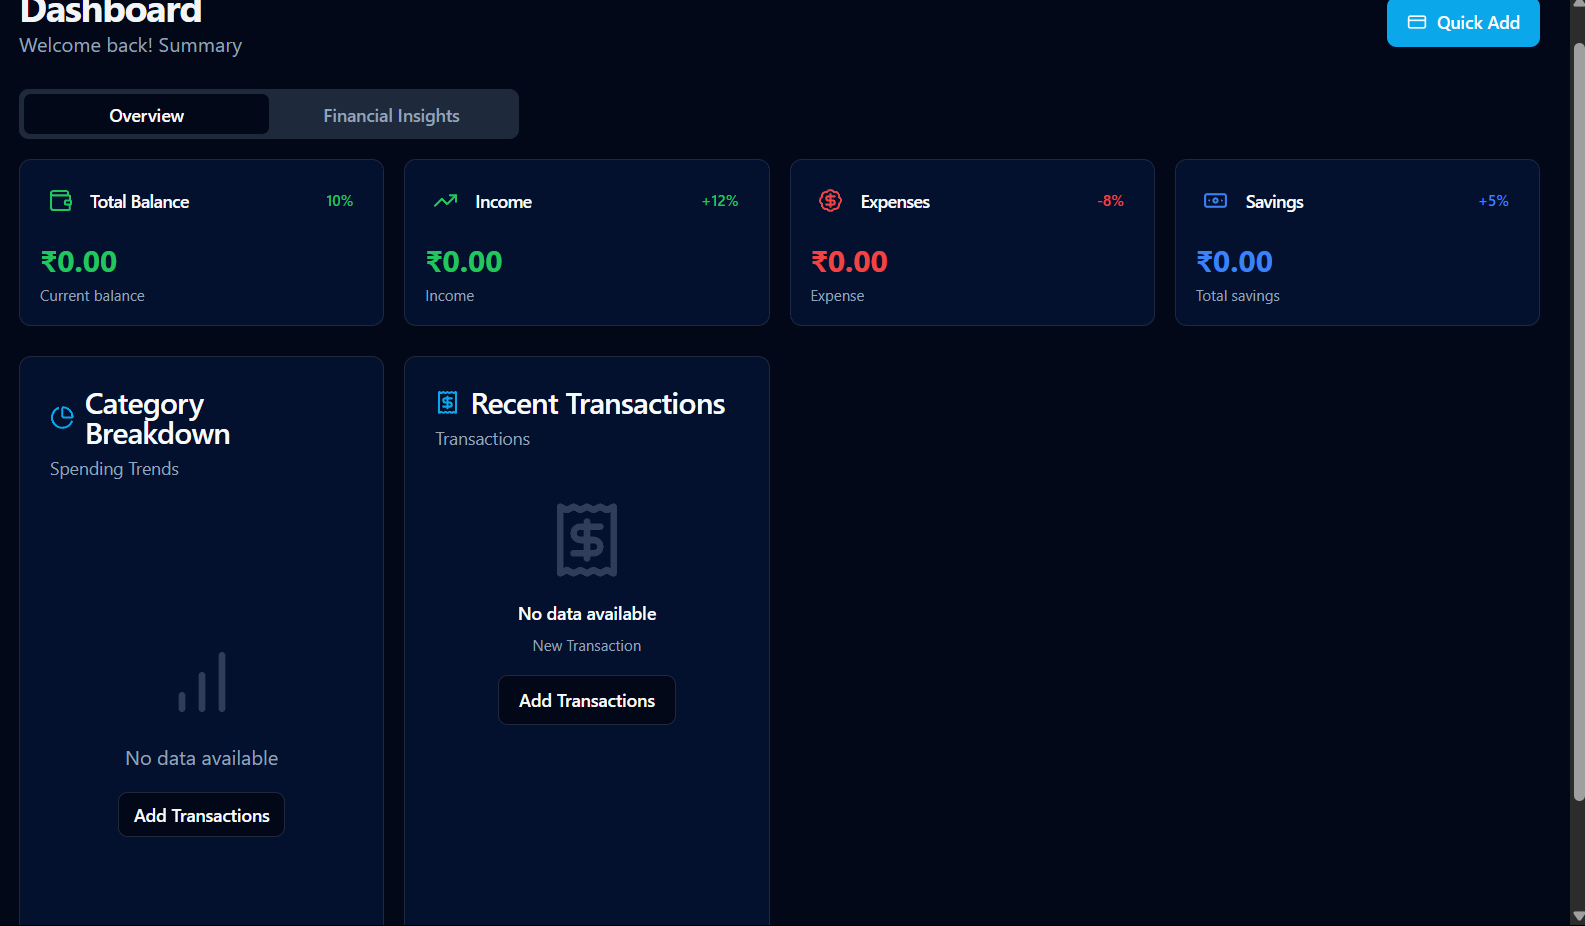 Dashboard
Welcome back! Summary
Quick Add
Overview
Financial Insights
Total Balance
10%
₹0.00
Current balance
Income
+12%
₹0.00
Income
Expenses
-8%
₹0.00
Expense
Savings
+5%
₹0.00
Total savings
Category
Breakdown
Spending Trends
No data available
Add Transactions
Recent Transactions
Transactions
No data available
New Transaction
Add Transactions